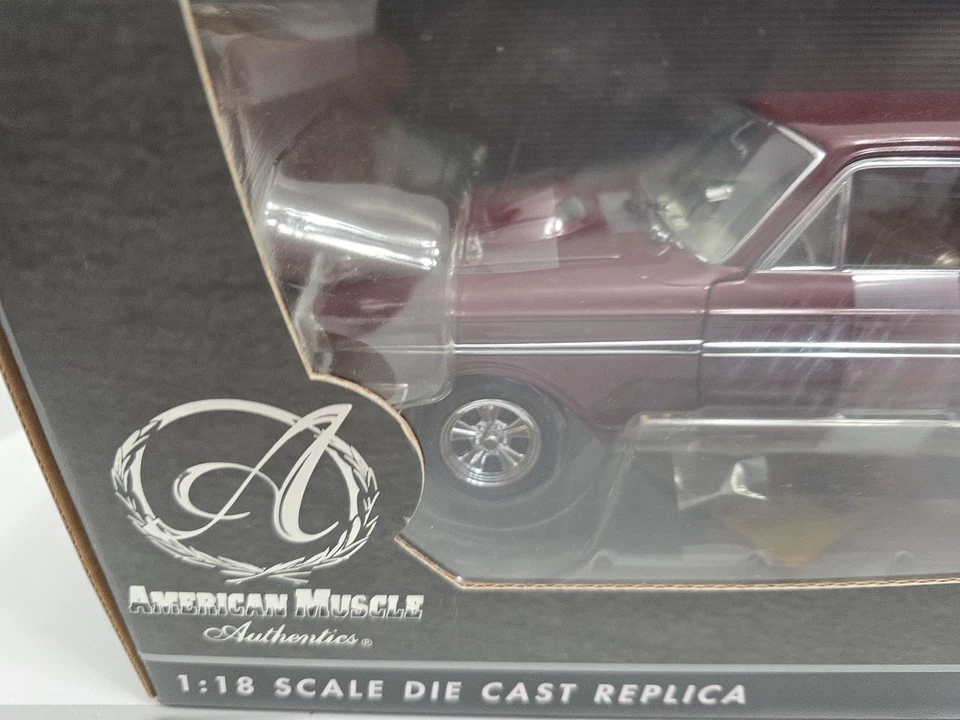 A
AMERICAN MUSCLE
Authentics®
1:18 SCALE DIE CAST REPLICA